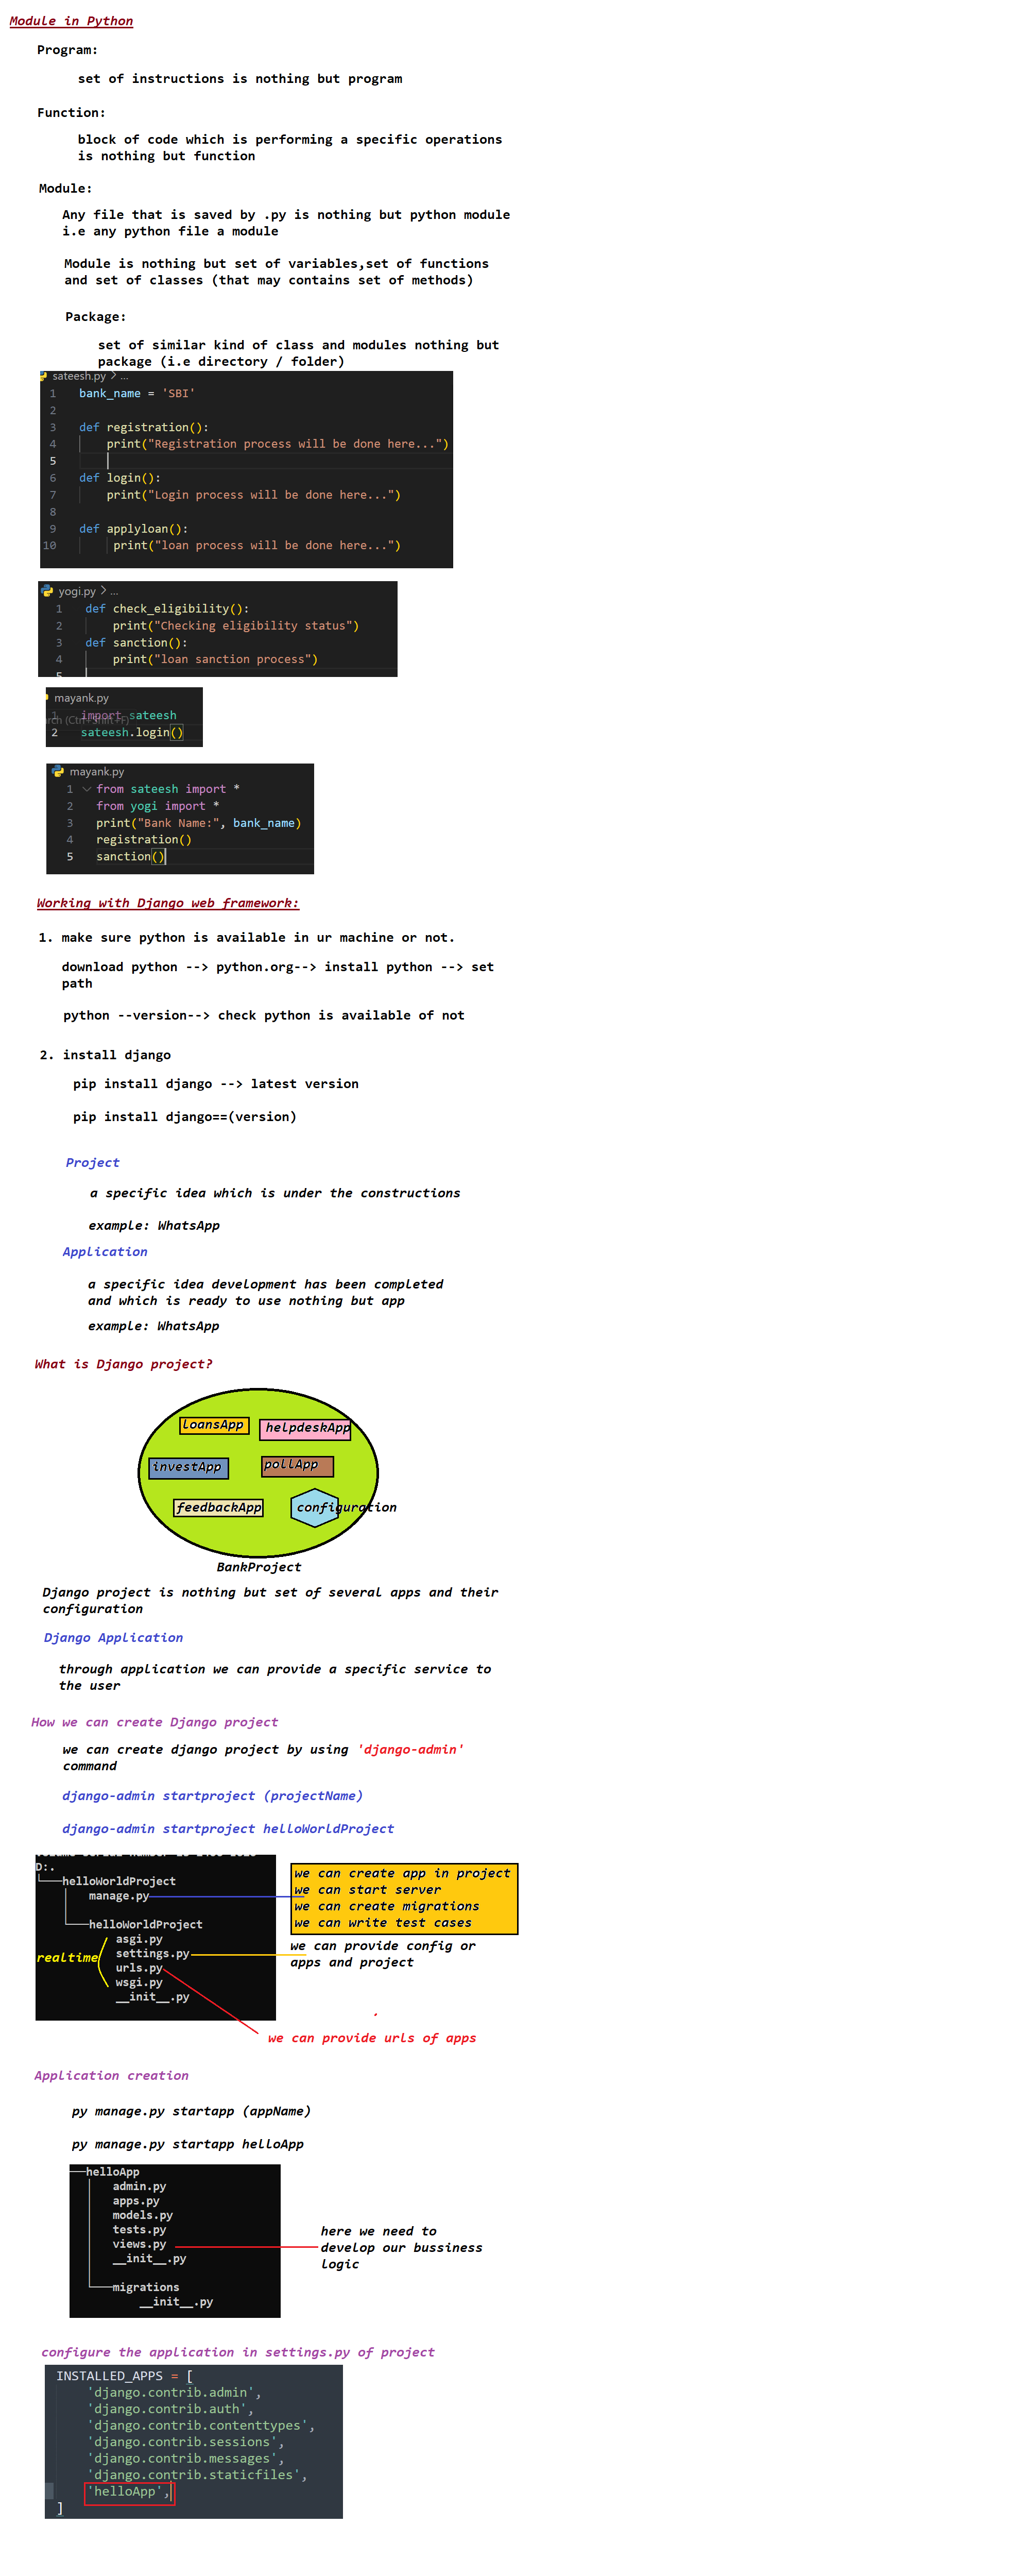 Module in Python
Program:
set of instructions is nothing but program
Function:
block of code which is performing a specific operations
is nothing but function
Module:
Any file that is saved by .py is nothing but python module
i.e any python file a module
Module is nothing but set of variables,set of functions
and set of classes (that may contains set of methods)
Package:
set of similar kind of class and modules nothing but
package (i.e directory / folder)
sateesh.py > ...
1 bank_name = 'SBI'
2
3 def registration():
4 print("Registration process will be done here...")
5
6 def login():
7 print("Login process will be done here...")
8
9 def applyloan():
10 print("loan process will be done here...")
yogi.py > ...
1 def check_eligibility():
2 print("Checking eligibility status")
3 def sanction():
4 print("loan sanction process")
5
mayank.py
1 import sateesh
(Ctrl+Shift+F)
2 sateesh.login()
mayank.py
1 from sateesh import *
2 from yogi import *
3 print("Bank Name:", bank_name)
4 registration()
5 sanction()
Working with Django web framework:
1. make sure python is available in ur machine or not.
download python --> python.org--> install python --> set
path
python --version--> check python is available of not
2. install django
pip install django --> latest version
pip install django==(version)
Project
a specific idea which is under the constructions
example: WhatsApp
Application
a specific idea development has been completed
and which is ready to use nothing but app
example: WhatsApp
What is Django project?
loansApp
helpdeskApp
investApp
pollApp
feedbackApp
configuration
BankProject
Django project is nothing but set of several apps and their
configuration
Django Application
through application we can provide a specific service to
the user
How we can create Django project
we can create django project by using 'django-admin'
command
django-admin startproject (projectName)
django-admin startproject helloWorldProject
D:.
helloWorldProject
manage.py
helloWorldProject
asgi.py
settings.py
urls.py
wsgi.py
__init__.py
realtime
we can create app in project
we can start server
we can create migrations
we can write test cases
we can provide config or
apps and project
we can provide urls of apps
Application creation
py manage.py startapp (appName)
py manage.py startapp helloApp
helloApp
admin.py
apps.py
models.py
tests.py
views.py
__init__.py
migrations
__init__.py
here we need to
develop our bussiness
logic
configure the application in settings.py of project
INSTALLED_APPS = [
'django.contrib.admin',
'django.contrib.auth',
'django.contrib.contenttypes',
'django.contrib.sessions',
'django.contrib.messages',
'django.contrib.staticfiles',
'helloApp',
]